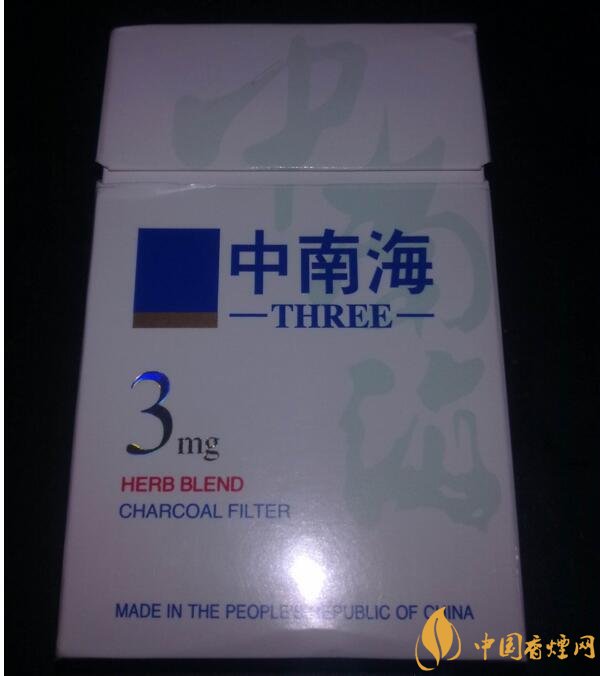 中南海
中南海
—THREE—
3mg
HERB BLEND
CHARCOAL FILTER
MADE IN THE PEOPLE'S REPUBLIC OF CHINA
中国香烟网